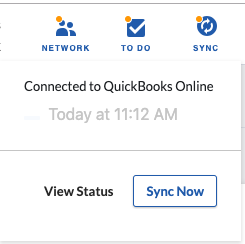 NETWORK TO DO SYNC
Connected to QuickBooks Online
Today at 11:12 AM
View Status Sync Now